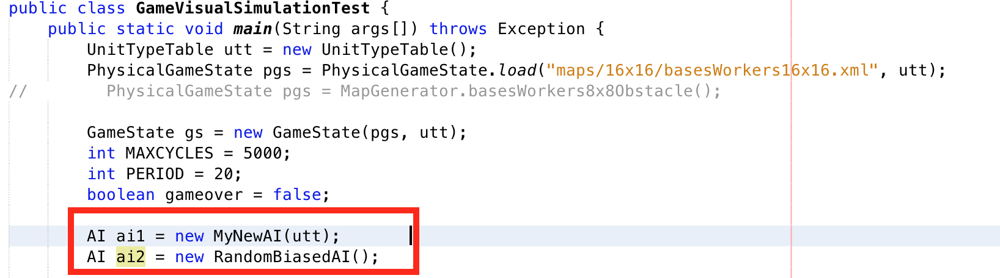 public class GameVisualSimulationTest {
public static void main(String args[]) throws Exception {
UnitTypeTable utt = new UnitTypeTable();
PhysicalGameState pgs = PhysicalGameState.load("maps/16x16/basesWorkers16x16.xml", utt);
// PhysicalGameState pgs = MapGenerator.basesWorkers8x8Obstacle();
GameState gs = new GameState(pgs, utt);
int MAXCYCLES = 5000;
int PERIOD = 20;
boolean gameover = false;
AI ai1 = new MyNewAI(utt);
AI ai2 = new RandomBiasedAI();